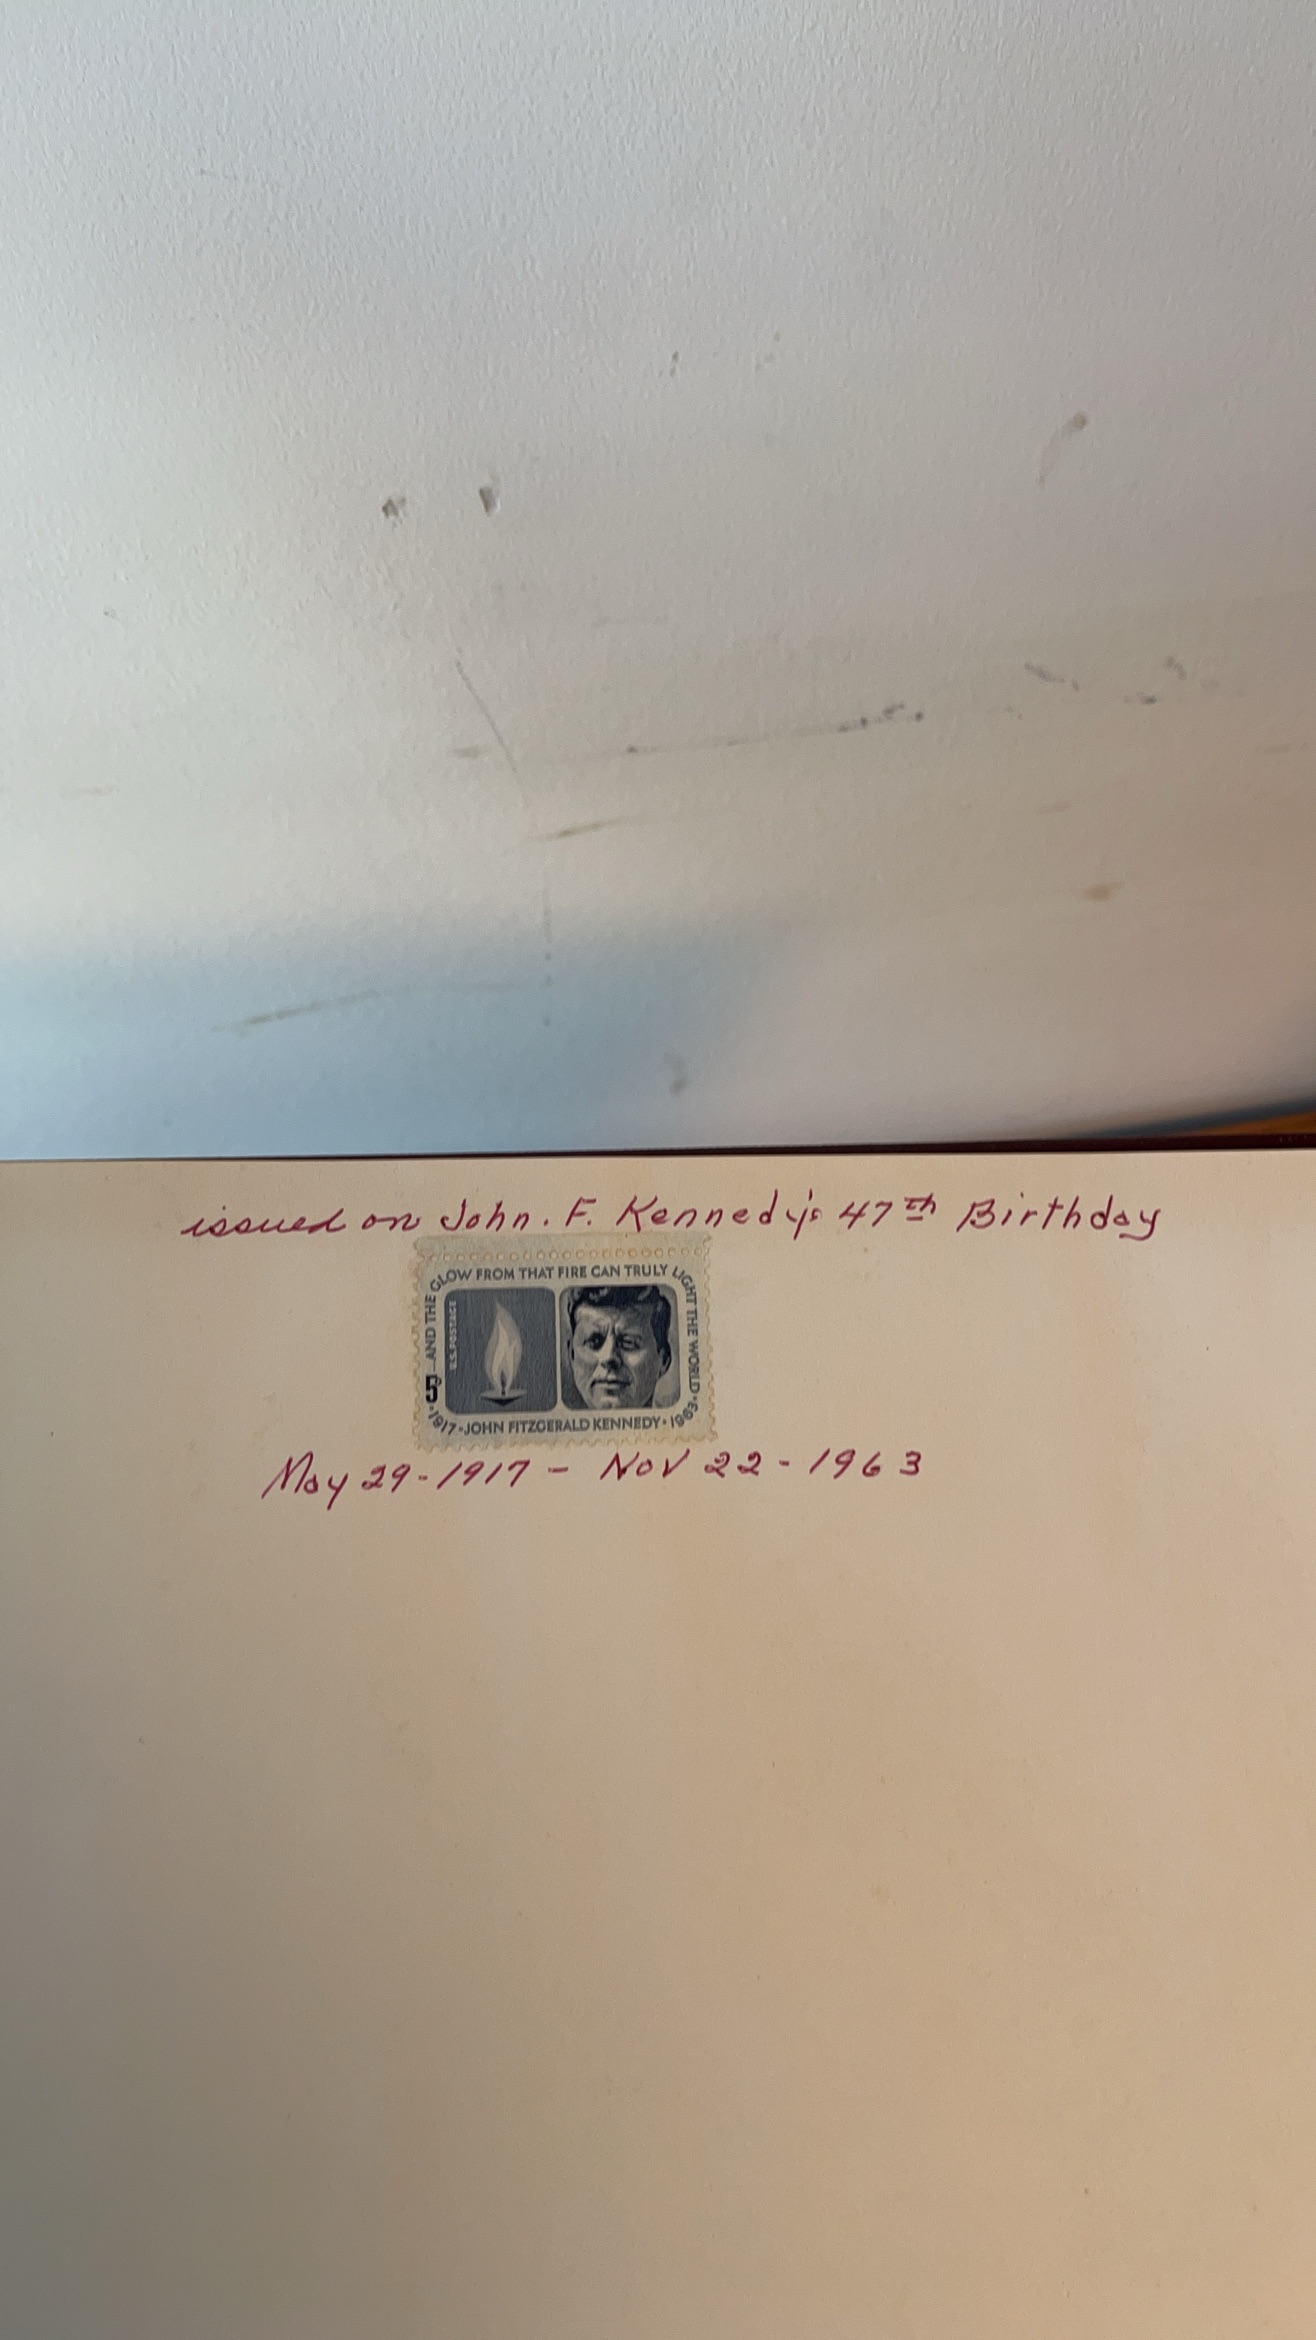 issued on John. F. Kennedy's 47th Birthday
...AND THE GLOW FROM THAT FIRE CAN TRULY LIGHT THE WORLD
U.S. POSTAGE
5¢
1917·JOHN FITZGERALD KENNEDY·1963
May 29-1917 - Nov 22-1963